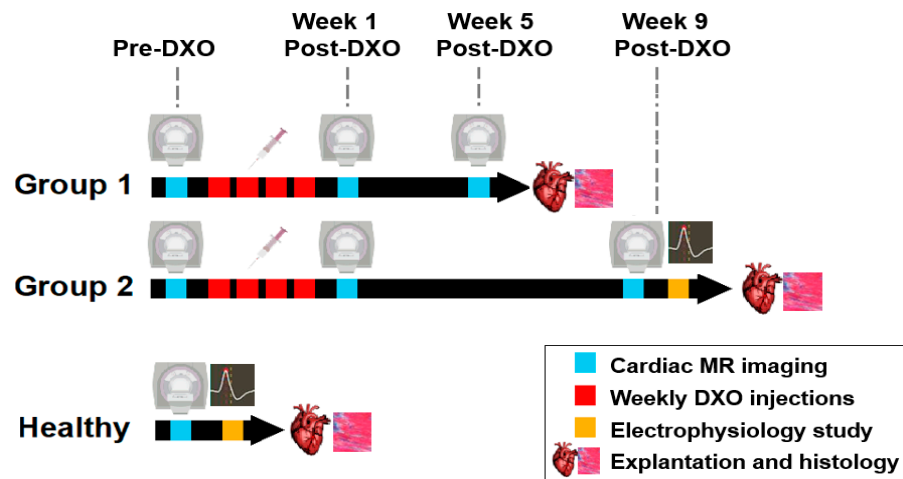 Pre-DXO
Week 1
Post-DXO
Week 5
Post-DXO
Week 9
Post-DXO
Group 1
Group 2
Healthy
Cardiac MR imaging
Weekly DXO injections
Electrophysiology study
Explantation and histology